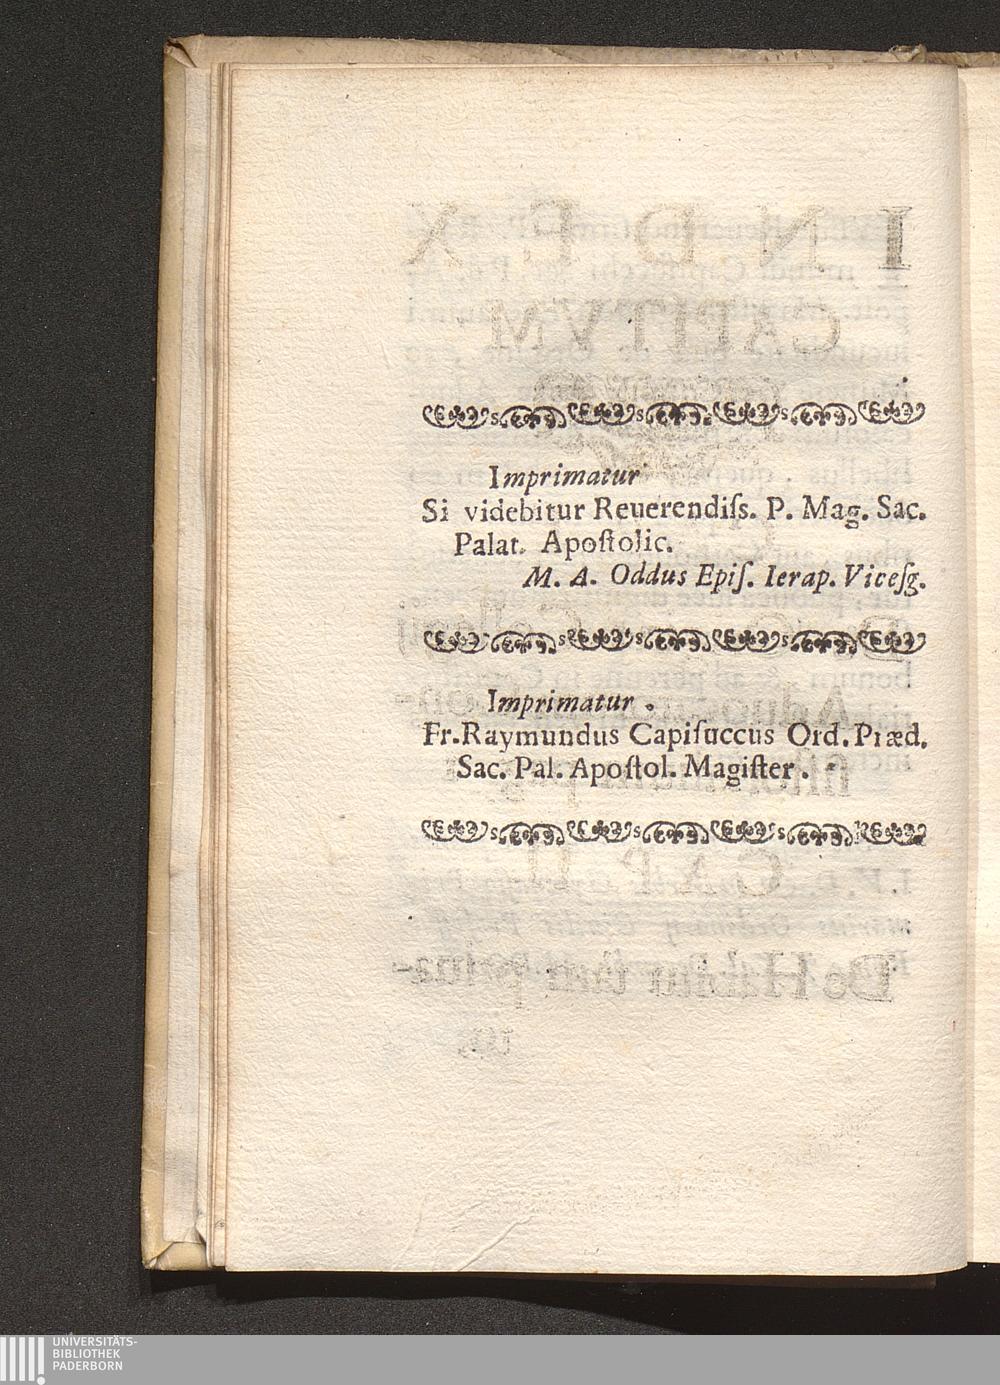 Imprimatur
Si videbitur Reuerendiſs. P. Mag. Sac.
Palat. Apoſtolic.
M. A. Oddus Epiſ. Ierap. Viceſg.
Imprimatur.
Fr. Raymundus Capiſuccus Ord. Præd.
Sac. Pal. Apoſtol. Magiſter.
UNIVERSITÄTS-
BIBLIOTHEK
PADERBORN